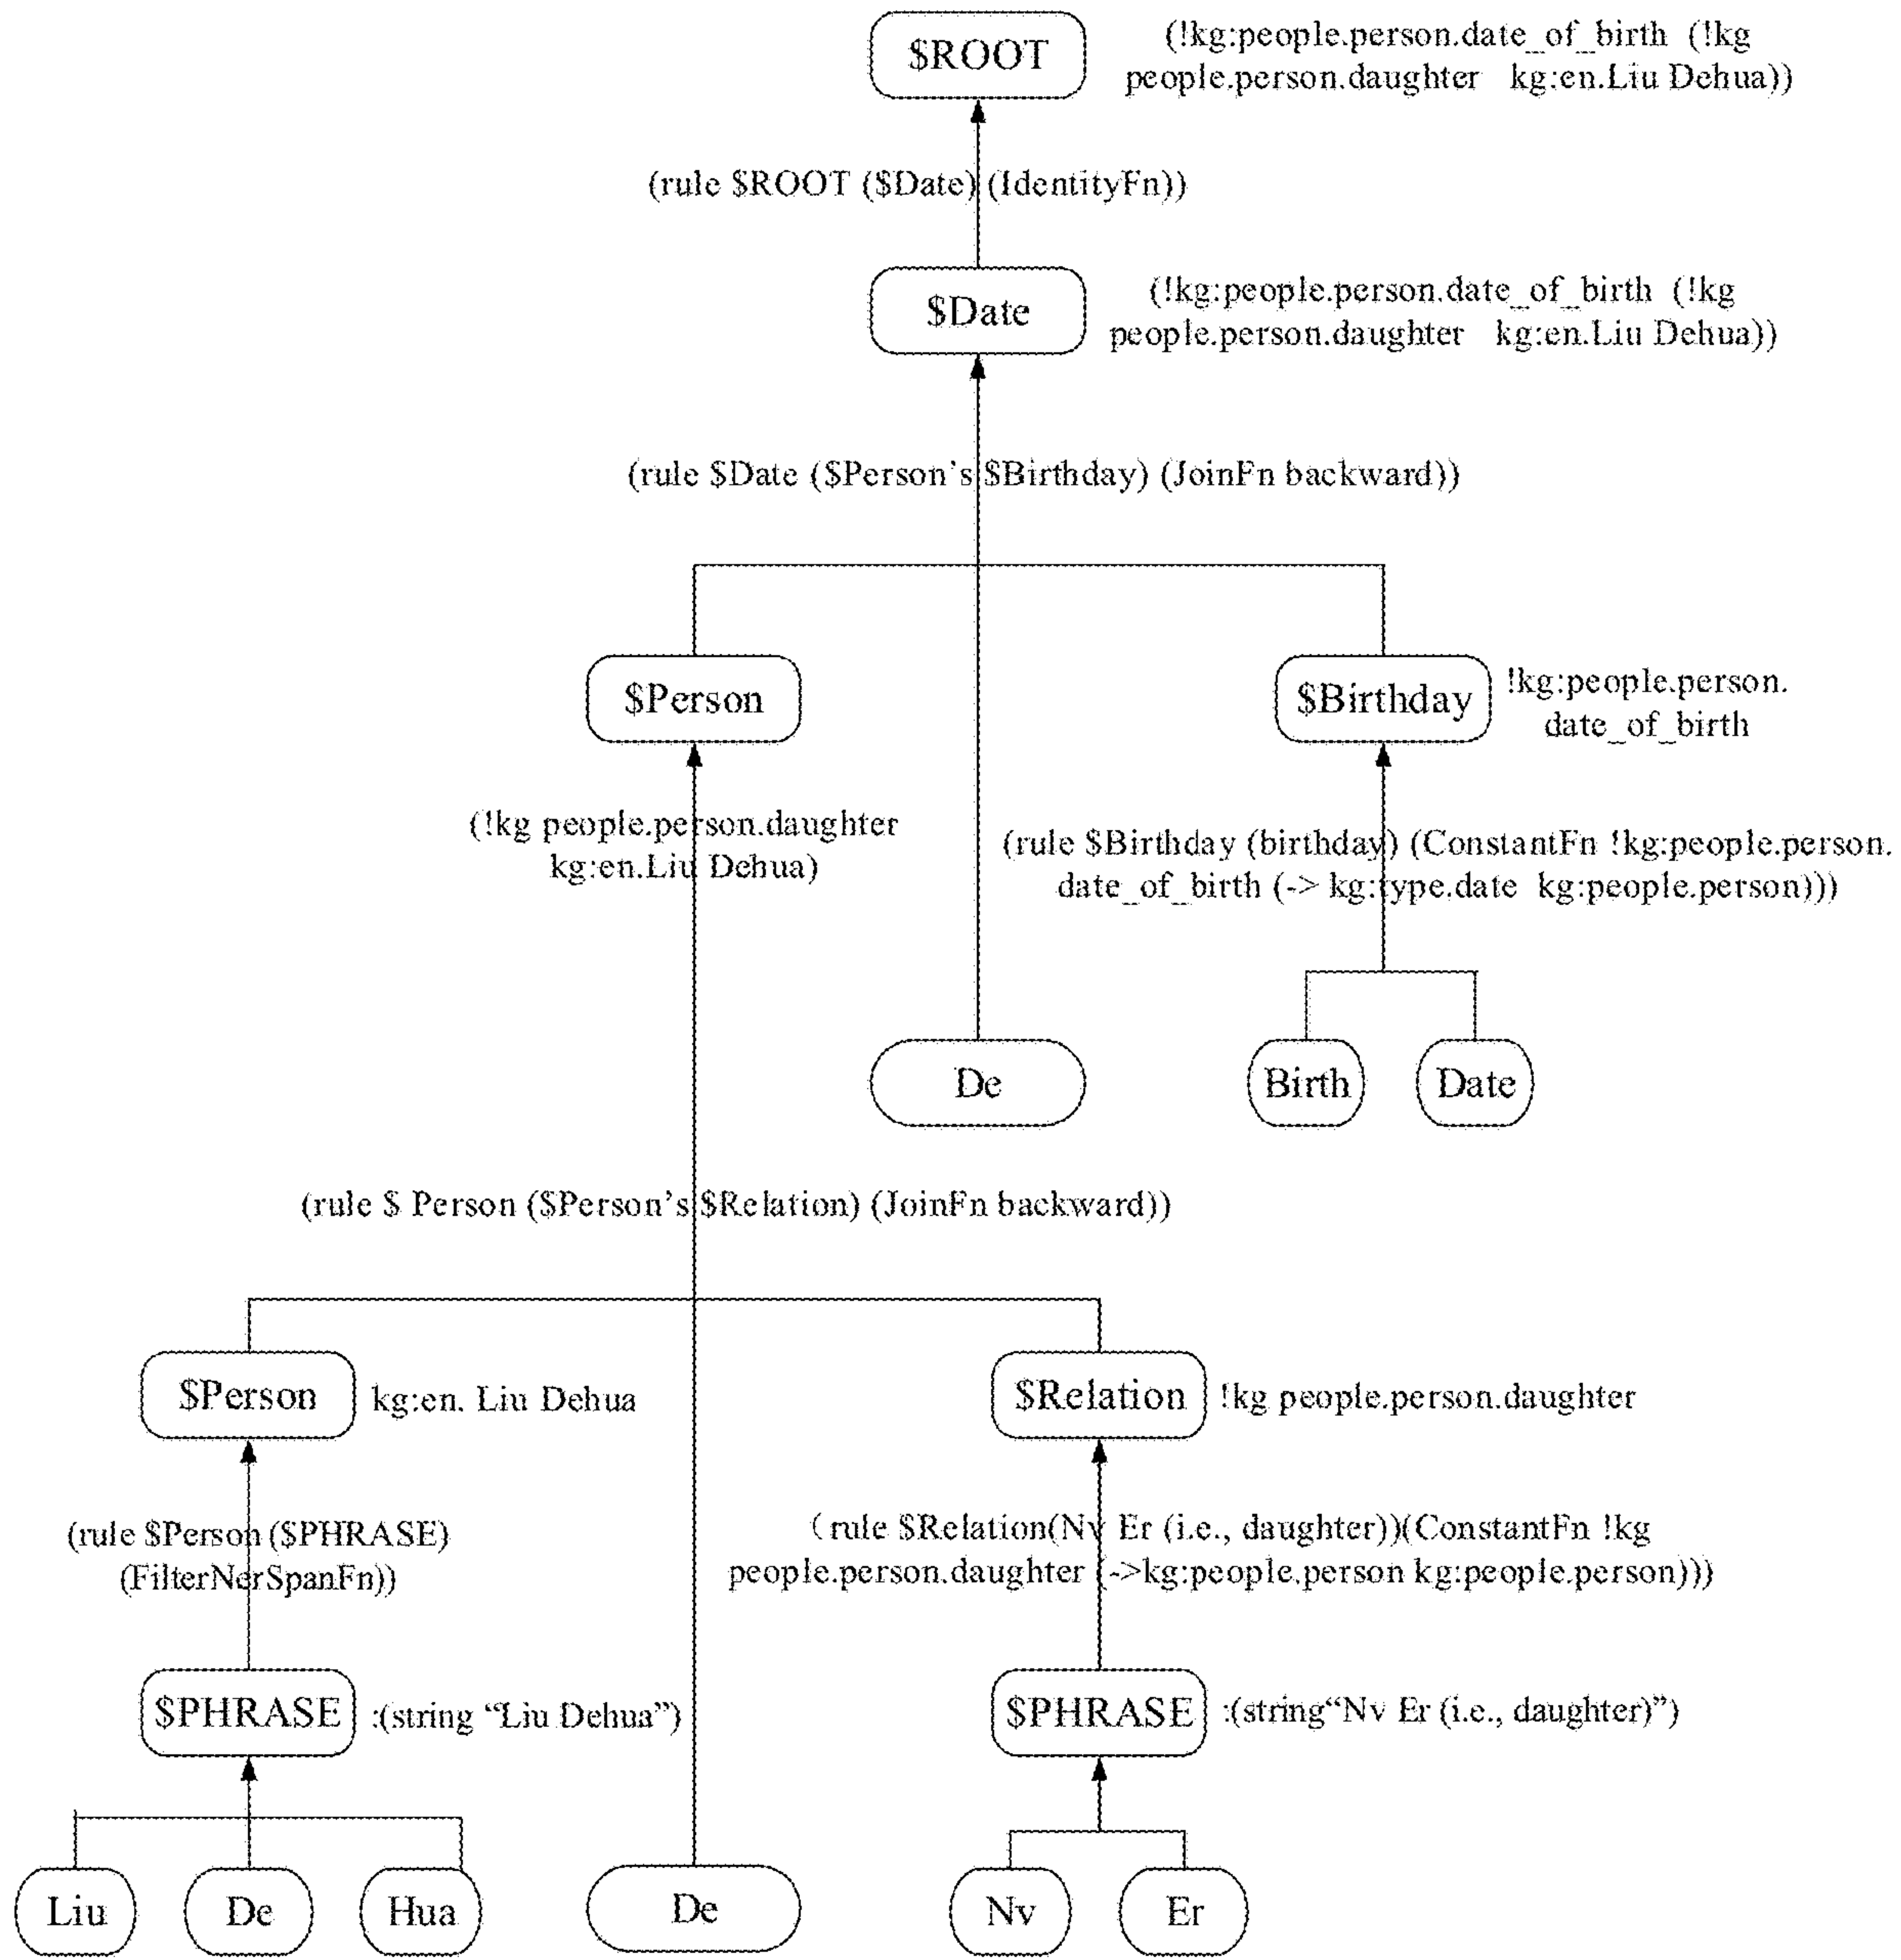 $ROOT
(!kg:people.person.date_of_birth (!kg
people.person.daughter kg:en.Liu Dehua))
(rule $ROOT ($Date) (IdentityFn))
$Date
(!kg:people.person.date_of_birth (!kg
people.person.daughter kg:en.Liu Dehua))
(rule $Date ($Person’s $Birthday) (JoinFn backward))
$Person
$Birthday
!kg:people.person.
date_of_birth
(!kg people.person.daughter
kg:en.Liu Dehua)
(rule $Birthday (birthday) (ConstantFn !kg:people.person.
date_of_birth (-> kg:type.date kg:people.person)))
De
Birth
Date
(rule $ Person ($Person’s $Relation) (JoinFn backward))
$Person
kg:en. Liu Dehua
$Relation
!kg people.person.daughter
(rule $Person ($PHRASE)
(FilterNerSpanFn))
(rule $Relation(Nv Er (i.e., daughter))(ConstantFn !kg
people.person.daughter (->kg:people.person kg:people.person)))
$PHRASE
:(string “Liu Dehua”)
$PHRASE
:(string“Nv Er (i.e., daughter)”)
Liu
De
Hua
De
Nv
Er